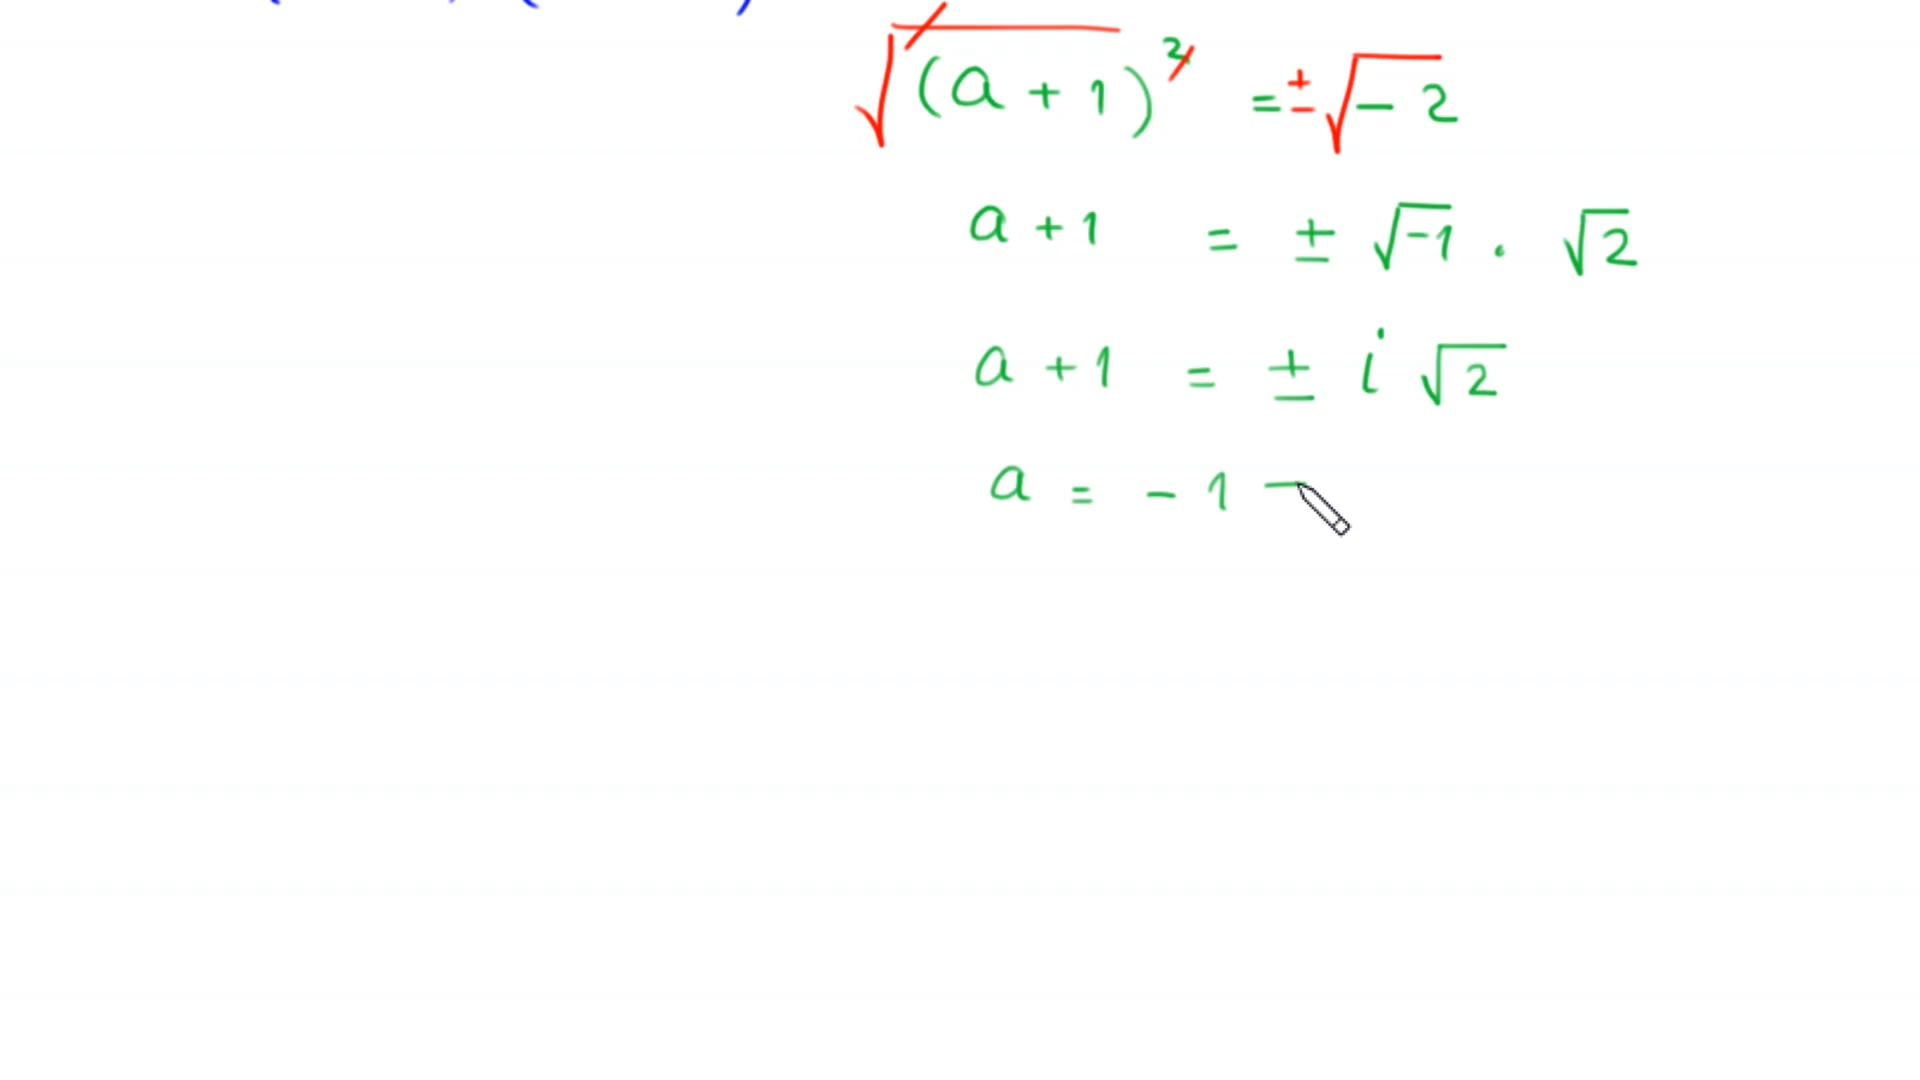 √(a + 1)² = ± √- 2
a + 1 = ± √-1 . √2
a + 1 = ± i √2
a = - 1 -